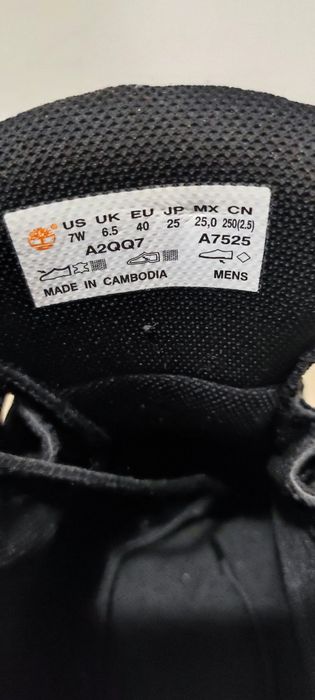 US UK EU JP MX CN
7W 6.5 40 25 25,0 250(2.5)
A2QQ7 A7525
MADE IN CAMBODIA MENS